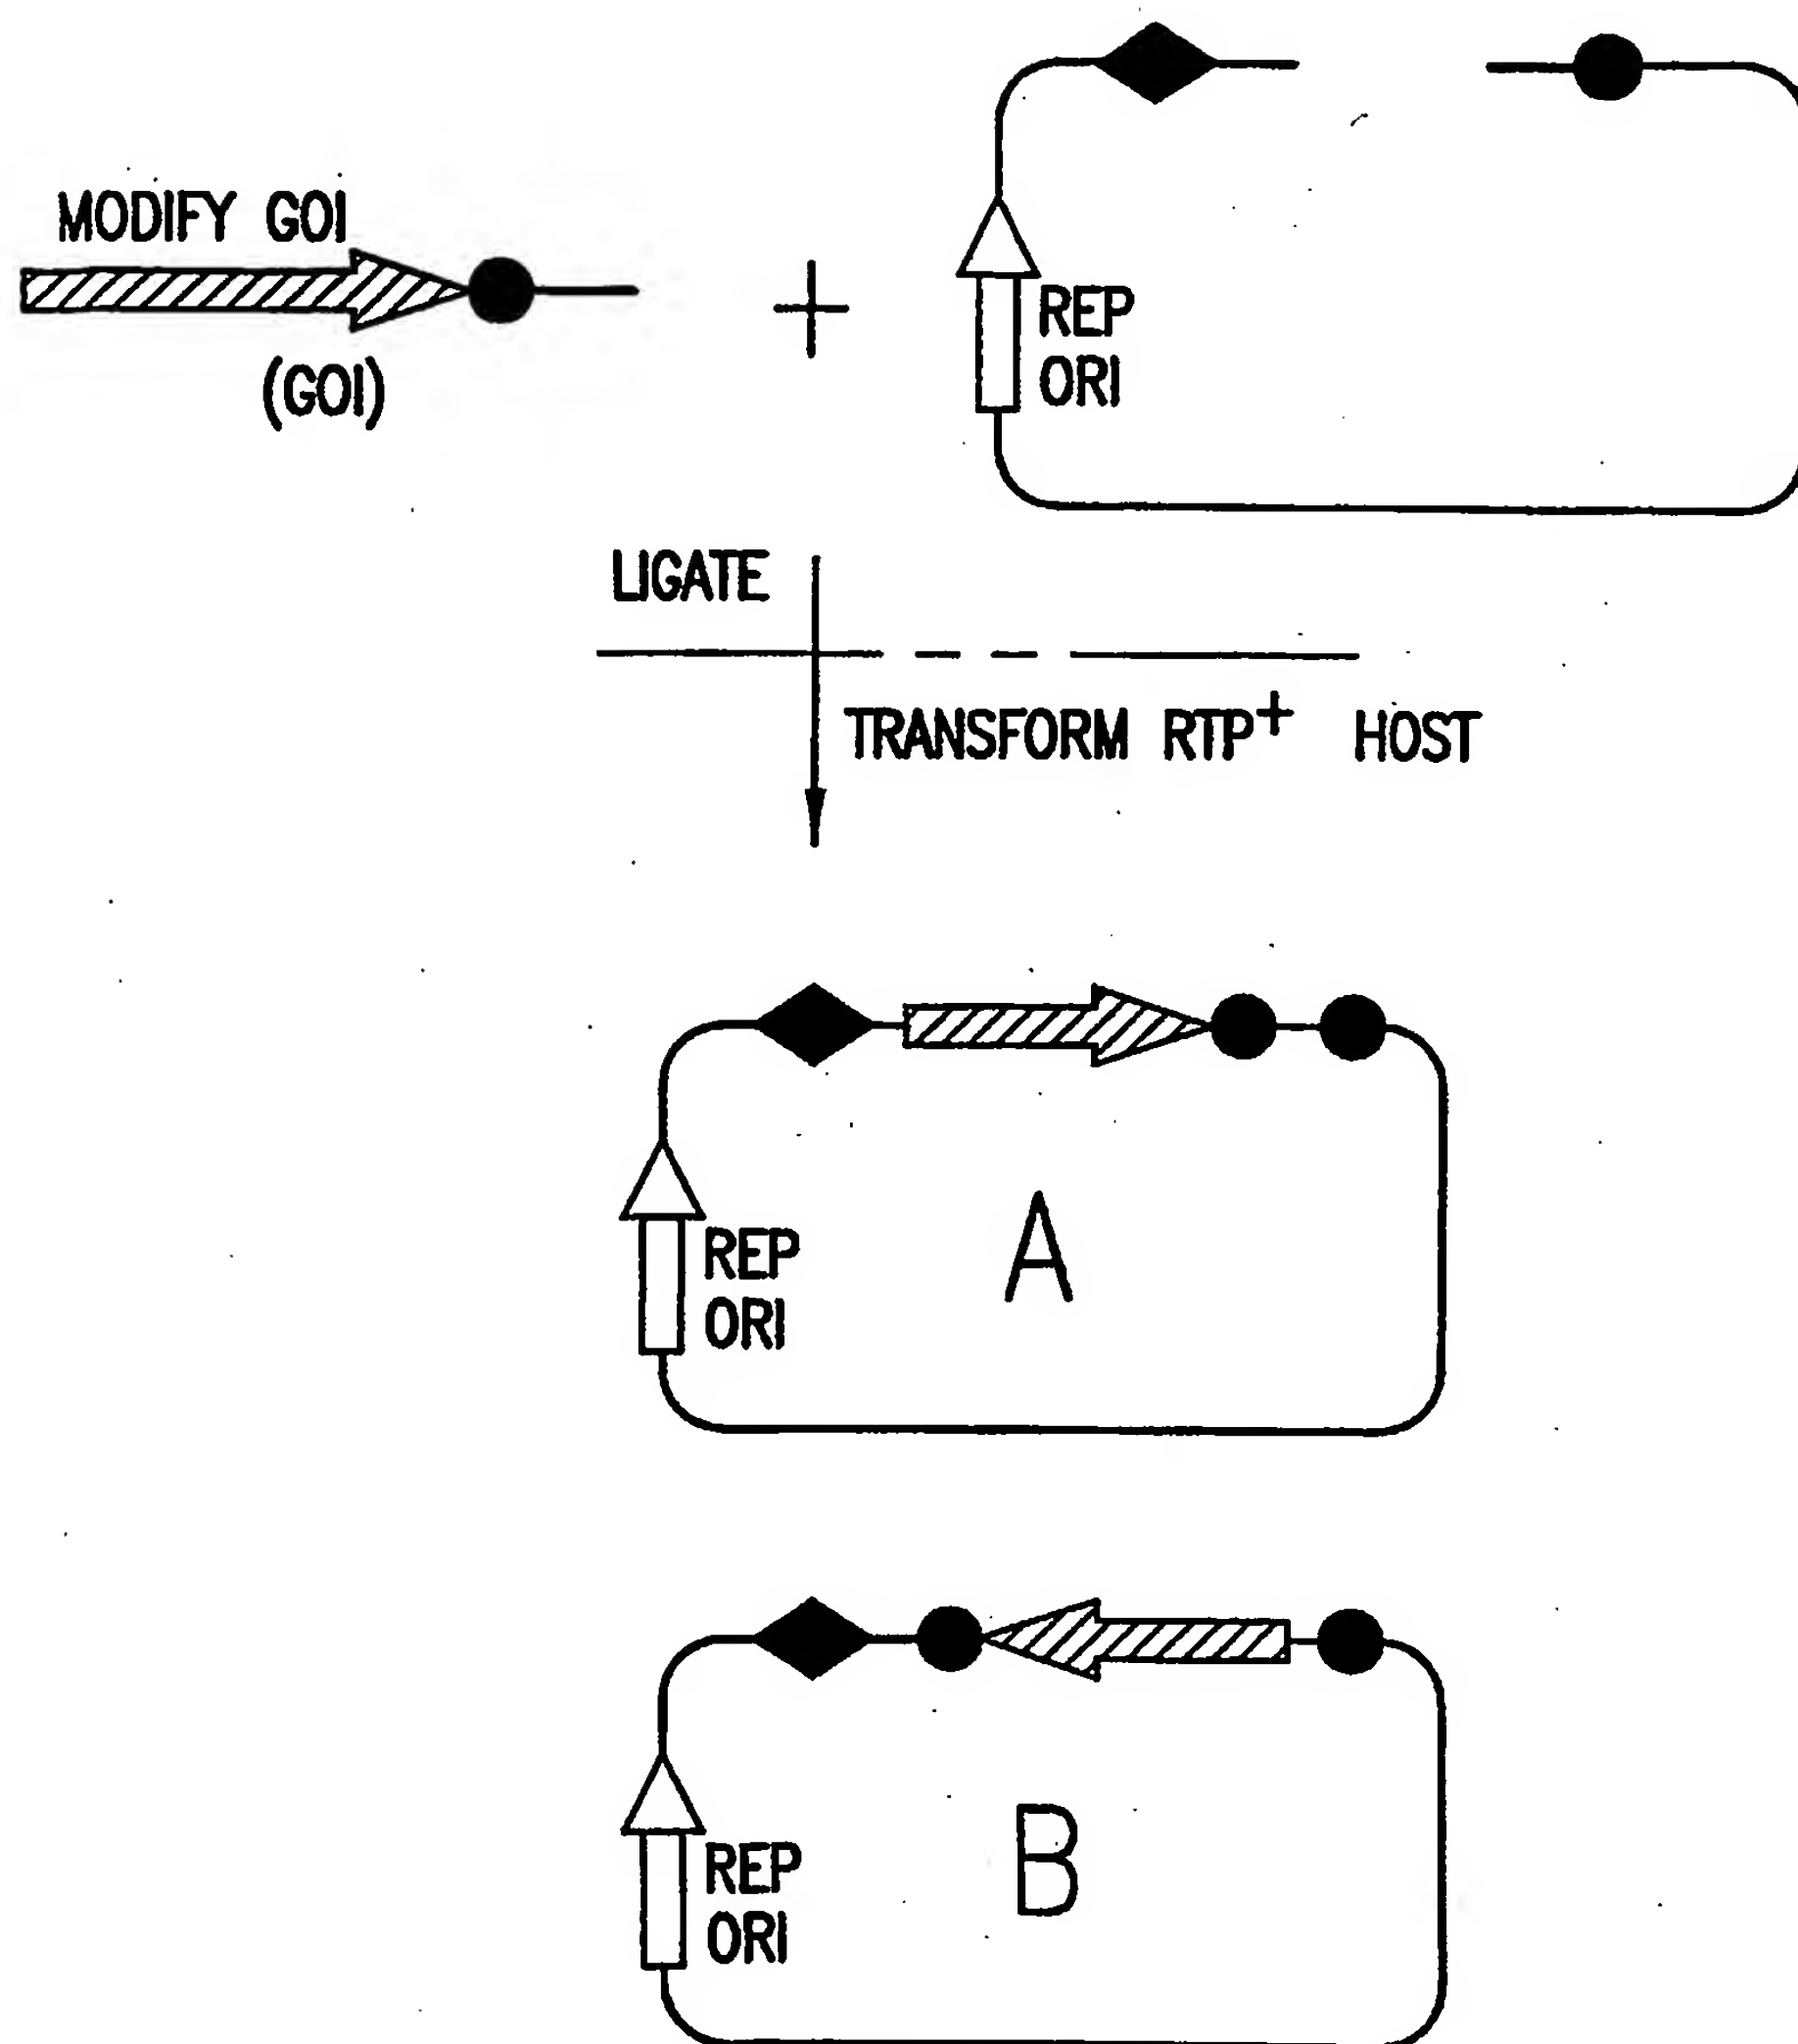 MODIFY GOI
(GOI)
+
REP
ORI
LIGATE
TRANSFORM RTP+ HOST
REP
ORI
A
REP
ORI
B